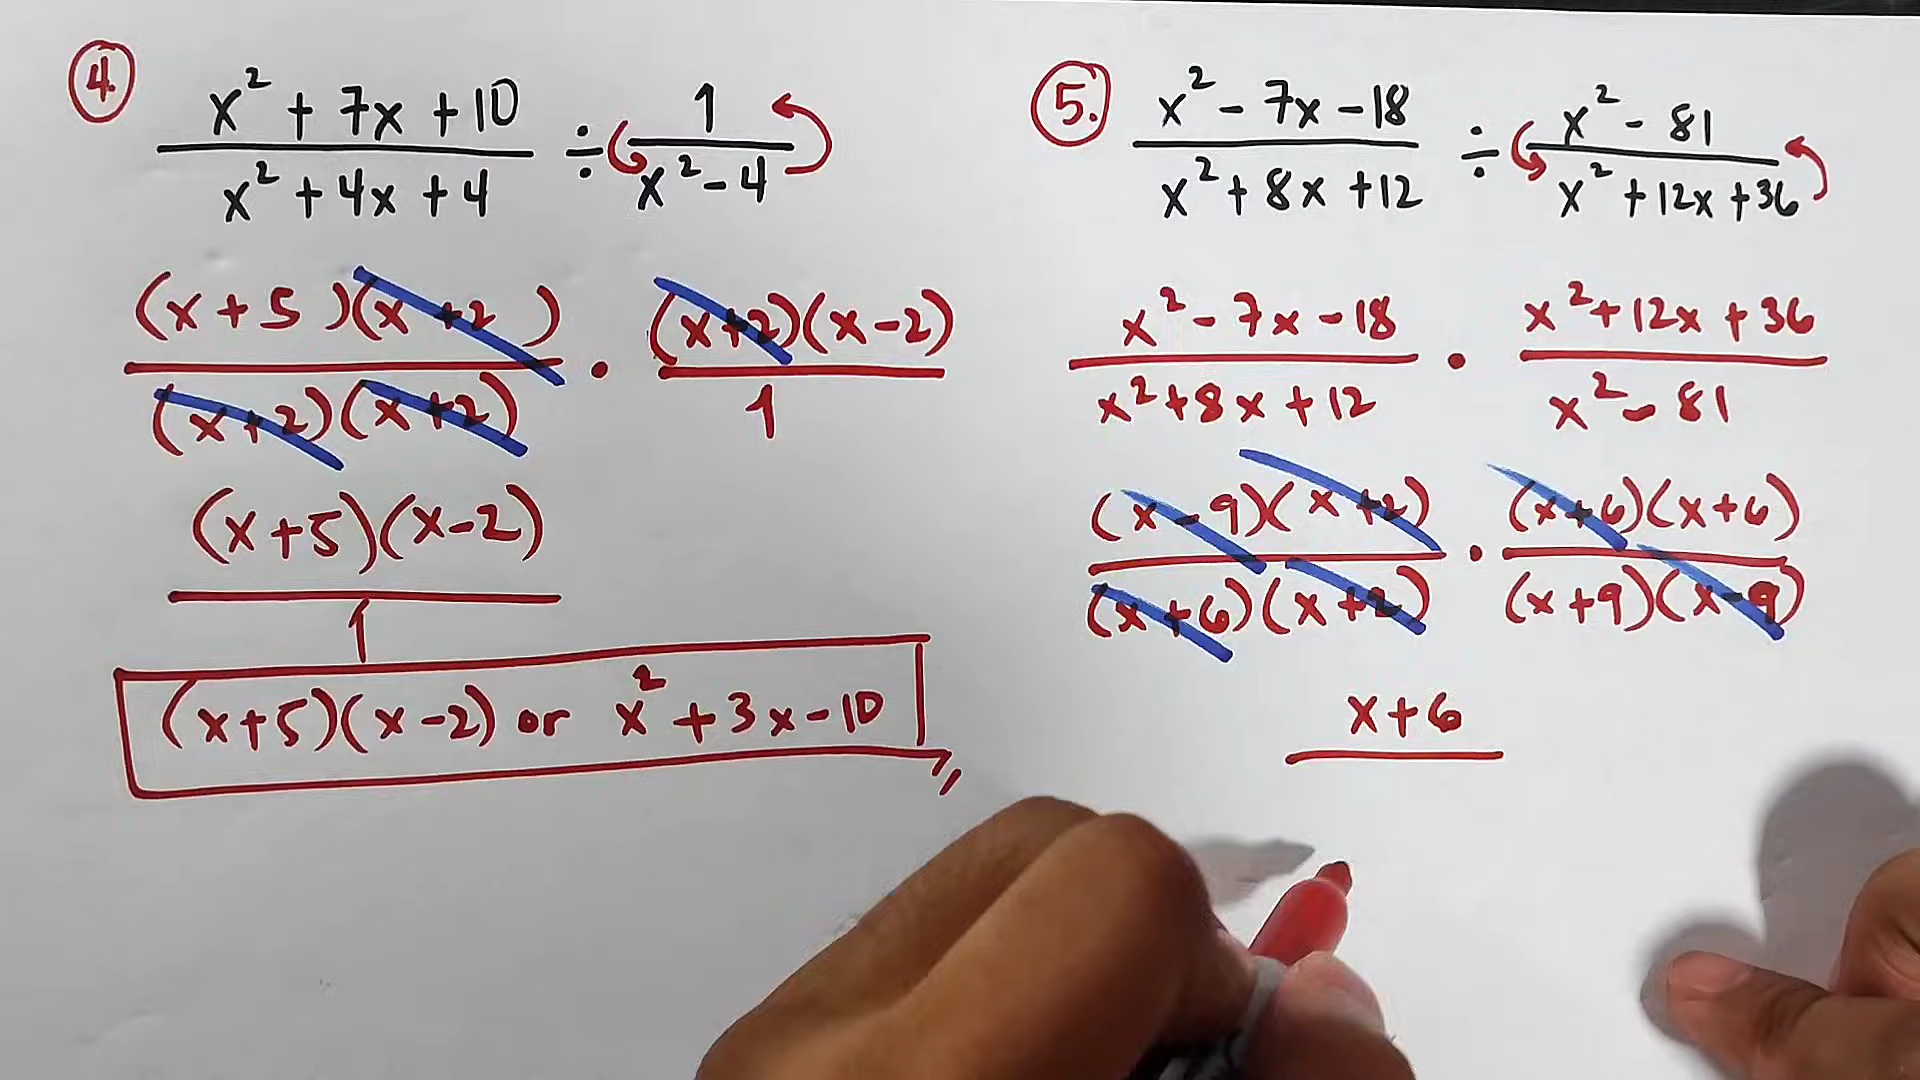 4.
x² + 7x + 10
x² + 4x + 4
÷
1
x² - 4
(x + 5)(x + 2)
(x + 2)(x + 2)
·
(x + 2)(x - 2)
1
(x + 5)(x - 2)
1
(x + 5)(x - 2) or x² + 3x - 10
5.
x² - 7x - 18
x² + 8x + 12
÷
x² - 81
x² + 12x + 36
x² - 7x - 18
x² + 8x + 12
·
x² + 12x + 36
x² - 81
(x - 9)(x + 2)
(x + 6)(x + 2)
·
(x + 6)(x + 6)
(x + 9)(x - 9)
x + 6